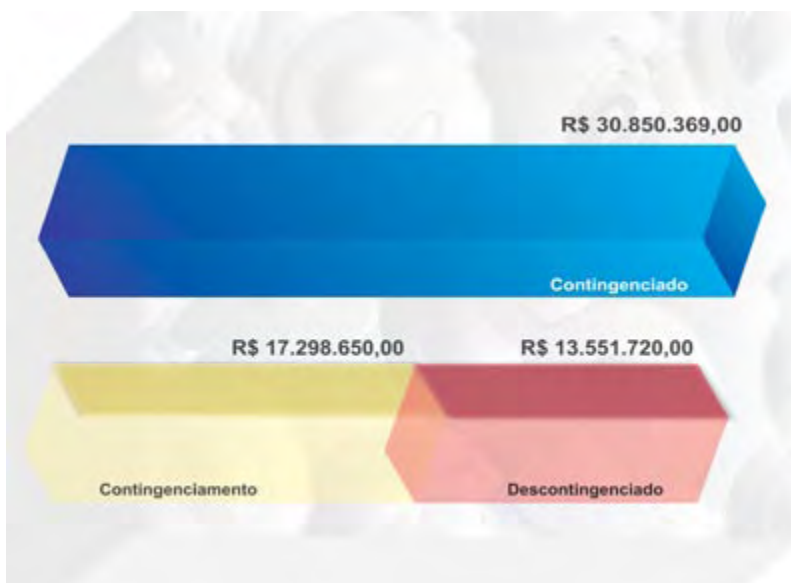 R$ 30.850.369,00
Contingenciado
R$ 17.298.650,00 R$ 13.551.720,00
Contingenciamento Descontingenciado